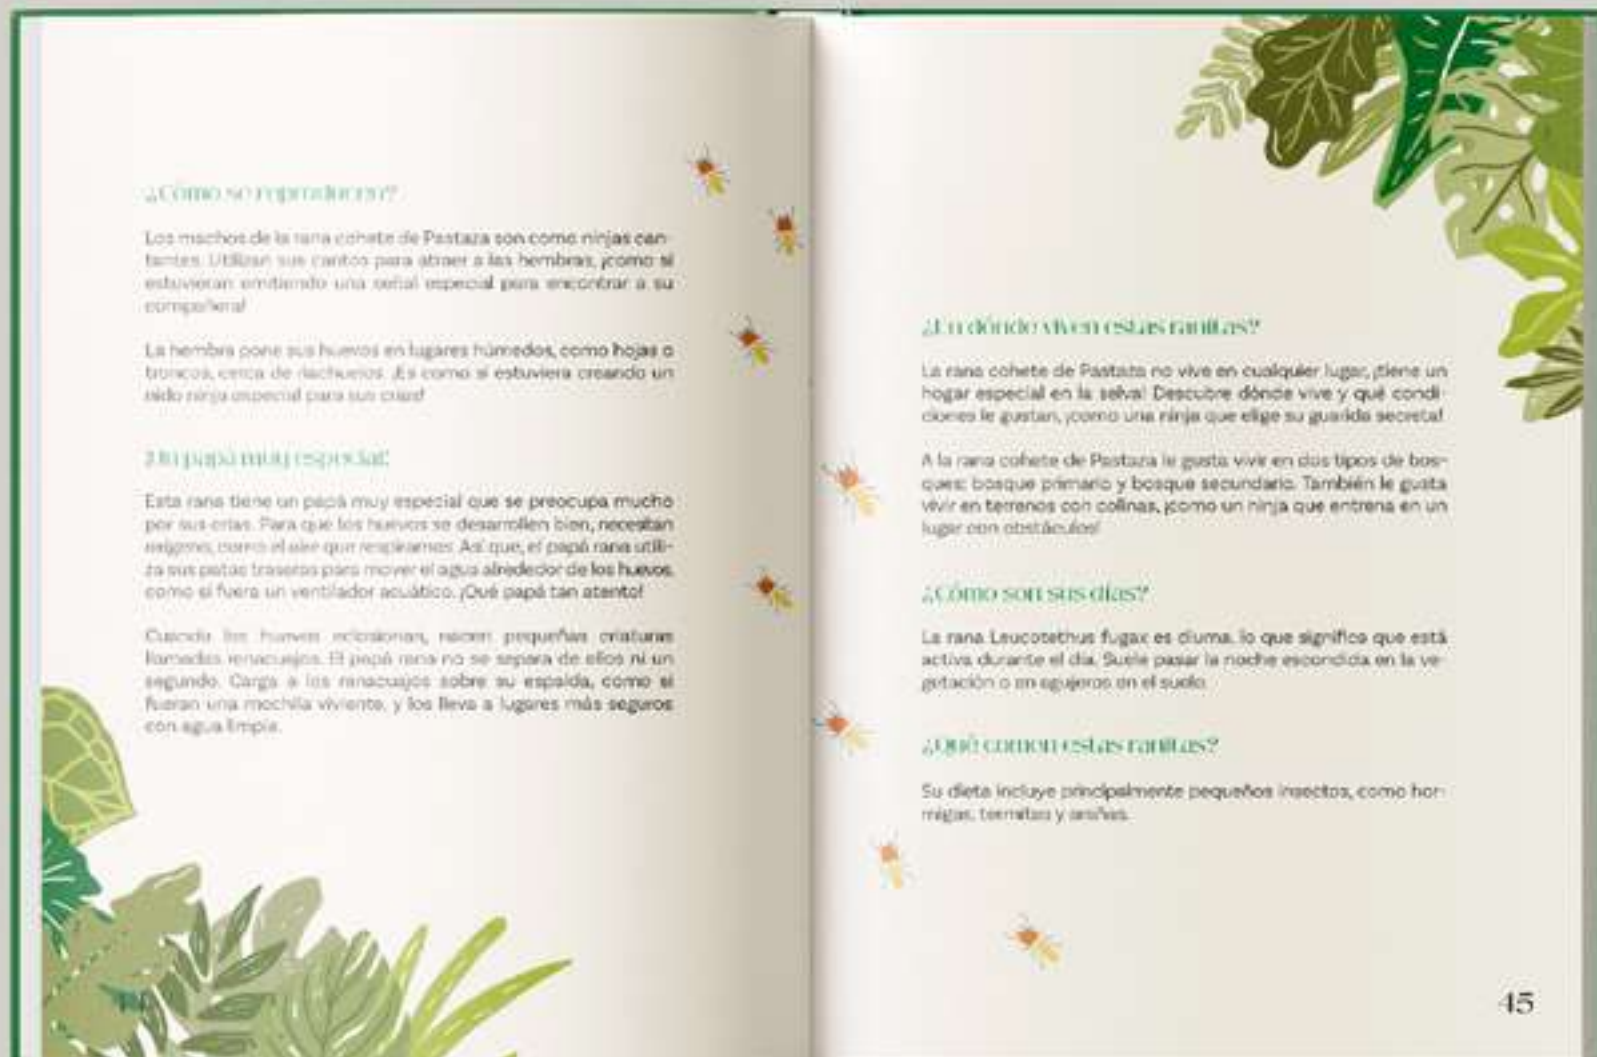 ¿Cómo se reproducen?
Los machos de la rana cohete de Pastaza son como ninjas can-
tantes. Utilizan sus cantos para atraer a las hembras, ¡como si
estuvieran emitiendo una señal especial para encontrar a su
compañera!
La hembra pone sus huevos en lugares húmedos, como hojas o
troncos, cerca de riachuelos. ¡Es como si estuviera creando un
nido ninja especial para sus crías!
¡Un papá muy especial!
Esta rana tiene un papá muy especial que se preocupa mucho
por sus crías. Para que los huevos se desarrollen bien, necesitan
oxígeno, como el aire que respiramos. Así que, el papá rana utili-
za sus patas traseras para mover el agua alrededor de los huevos,
como si fuera un ventilador acuático. ¡Qué papá tan atento!
Cuando los huevos eclosionan, nacen pequeñas criaturas
llamadas renacuajos. El papá rana no se separa de ellos ni un
segundo. Carga a los renacuajos sobre su espalda, como si
fueran una mochila viviente, y los lleva a lugares más seguros
con agua limpia.
¿En dónde viven estas ranitas?
La rana cohete de Pastaza no vive en cualquier lugar, ¡tiene un
hogar especial en la selva! Descubre dónde vive y qué condi-
ciones le gustan, ¡como una ninja que elige su guarida secreta!
A la rana cohete de Pastaza le gusta vivir en dos tipos de bos-
ques: bosque primario y bosque secundario. También le gusta
vivir en terrenos con colinas, ¡como un ninja que entrena en un
lugar con obstáculos!
¿Cómo son sus días?
La rana Leucotethus fugax es diurna, lo que significa que está
activa durante el día. Suele pasar la noche escondida en la ve-
getación o en agujeros en el suelo.
¿Qué comen estas ranitas?
Su dieta incluye principalmente pequeños insectos, como hor-
migas, termitas y arañas.
45